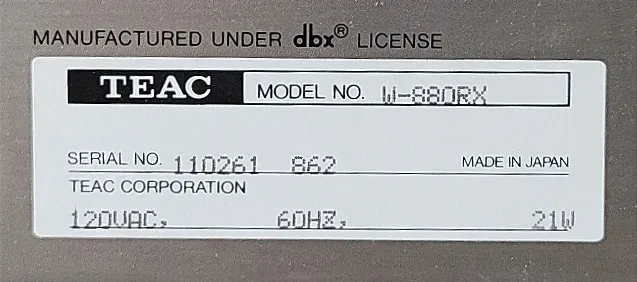 MANUFACTURED UNDER dbx® LICENSE
TEAC MODEL NO. W-880RX
SERIAL NO. 110261 862 MADE IN JAPAN
TEAC CORPORATION
120VAC, 60HZ, 21W